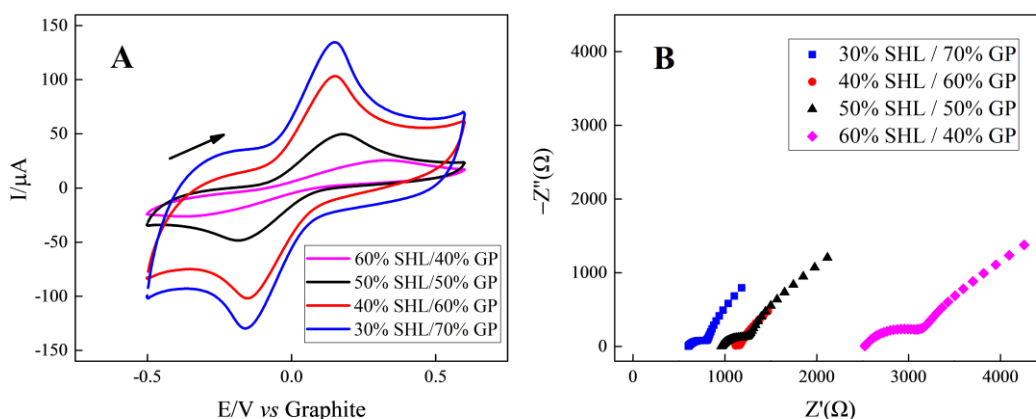 A
150
100
50
0
-50
-100
-150
I/µA
-0.5
0.0
0.5
E/V vs Graphite
60% SHL/40% GP
50% SHL/50% GP
40% SHL/60% GP
30% SHL/70% GP
B
4000
3000
2000
1000
0
−Z''(Ω)
0
1000
2000
3000
4000
Z'(Ω)
30% SHL / 70% GP
40% SHL / 60% GP
50% SHL / 50% GP
60% SHL / 40% GP